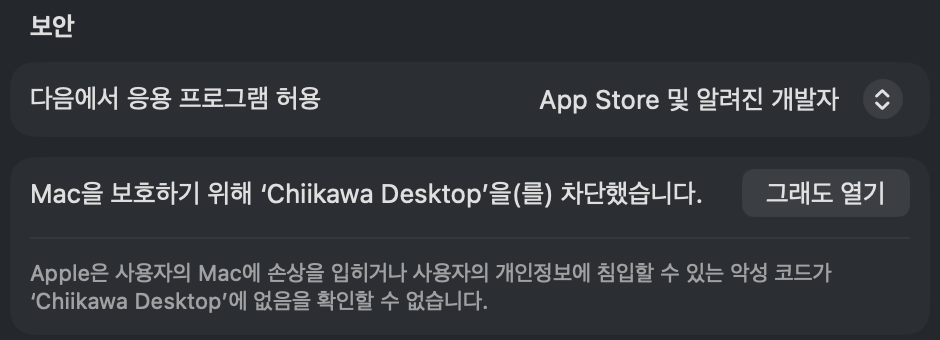 보안
다음에서 응용 프로그램 허용
App Store 및 알려진 개발자
Mac을 보호하기 위해 ‘Chiikawa Desktop’을(를) 차단했습니다.
그래도 열기
Apple은 사용자의 Mac에 손상을 입히거나 사용자의 개인정보에 침입할 수 있는 악성 코드가
‘Chiikawa Desktop’에 없음을 확인할 수 없습니다.